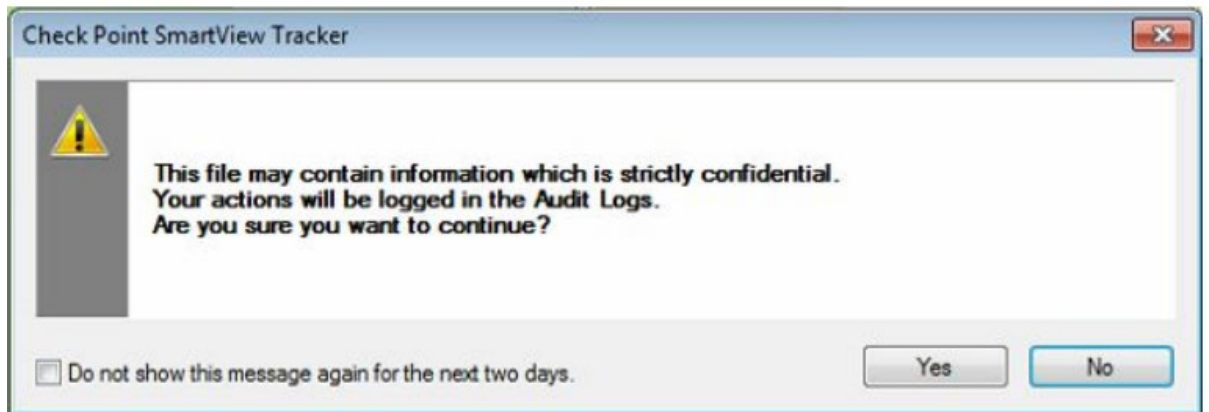 Check Point SmartView Tracker
This file may contain information which is strictly confidential.
Your actions will be logged in the Audit Logs.
Are you sure you want to continue?
Do not show this message again for the next two days.
Yes
No